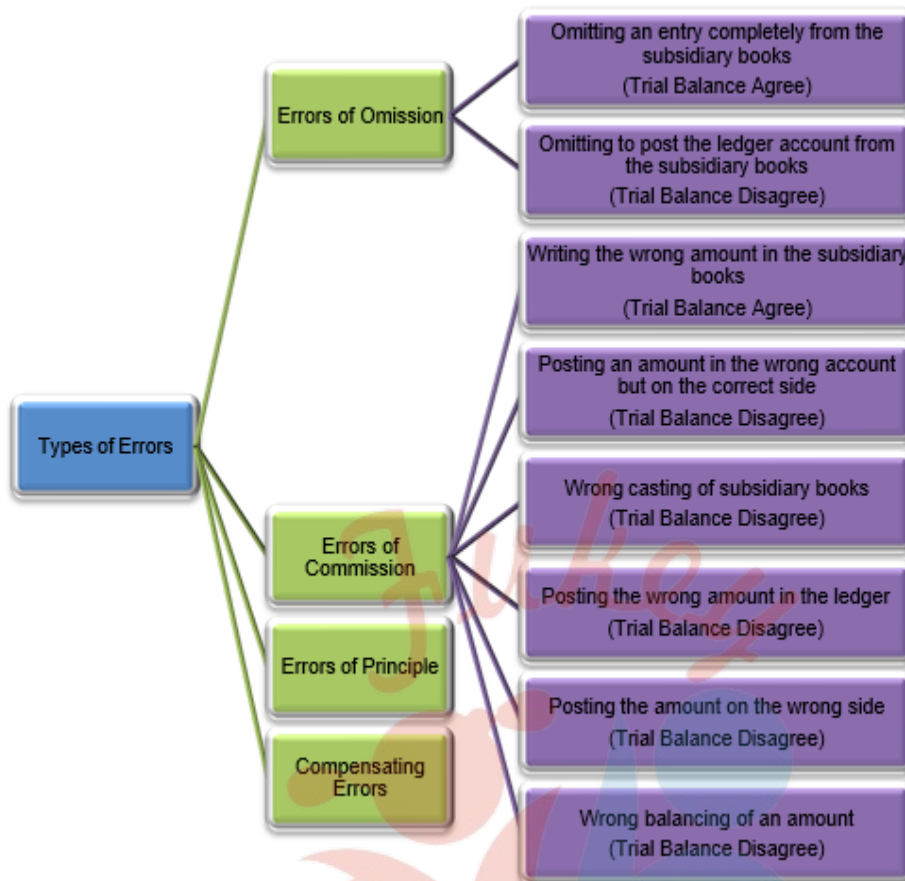 Types of Errors
Errors of Omission
Omitting an entry completely from the
subsidiary books
(Trial Balance Agree)
Omitting to post the ledger account from
the subsidiary books
(Trial Balance Disagree)
Errors of
Commission
Writing the wrong amount in the subsidiary
books
(Trial Balance Agree)
Posting an amount in the wrong account
but on the correct side
(Trial Balance Disagree)
Wrong casting of subsidiary books
(Trial Balance Disagree)
Posting the wrong amount in the ledger
(Trial Balance Disagree)
Posting the amount on the wrong side
(Trial Balance Disagree)
Wrong balancing of an amount
(Trial Balance Disagree)
Errors of Principle
Compensating
Errors
Jukey